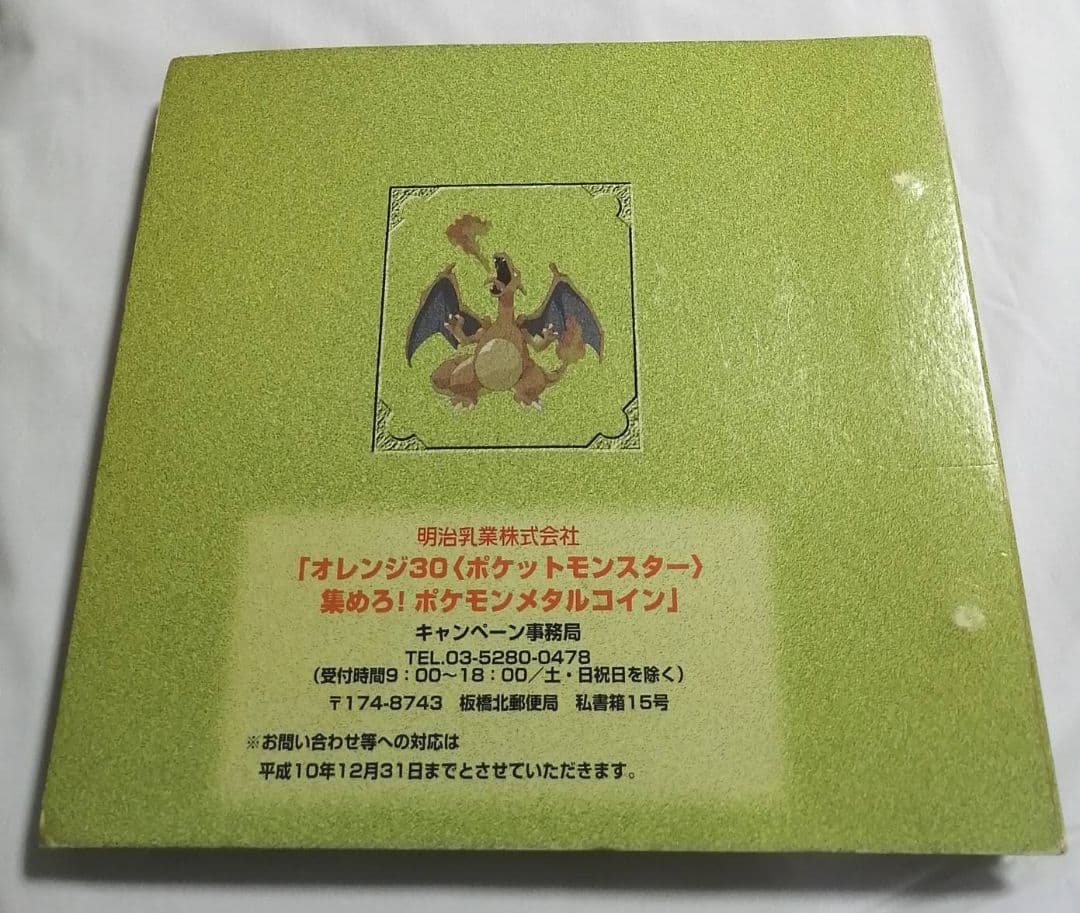 明治乳業株式会社
「オレンジ30〈ポケットモンスター〉
集めろ！ポケモンメタルコイン」
キャンペーン事務局
TEL.03-5280-0478
（受付時間9：00〜18：00／土・日祝日を除く）
〒174-8743　板橋北郵便局　私書箱15号
※お問い合わせ等への対応は
平成10年12月31日までとさせていただきます。